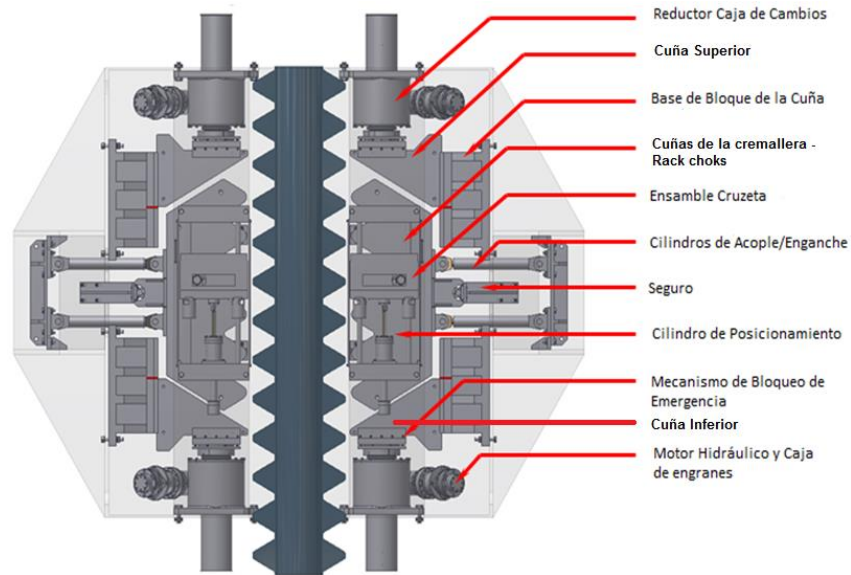 Reductor Caja de Cambios
Cuña Superior
Base de Bloque de la Cuña
Cuñas de la cremallera -
Rack choks
Ensamble Cruzeta
Cilindros de Acople/Enganche
Seguro
Cilindro de Posicionamiento
Mecanismo de Bloqueo de
Emergencia
Cuña Inferior
Motor Hidráulico y Caja
de engranes